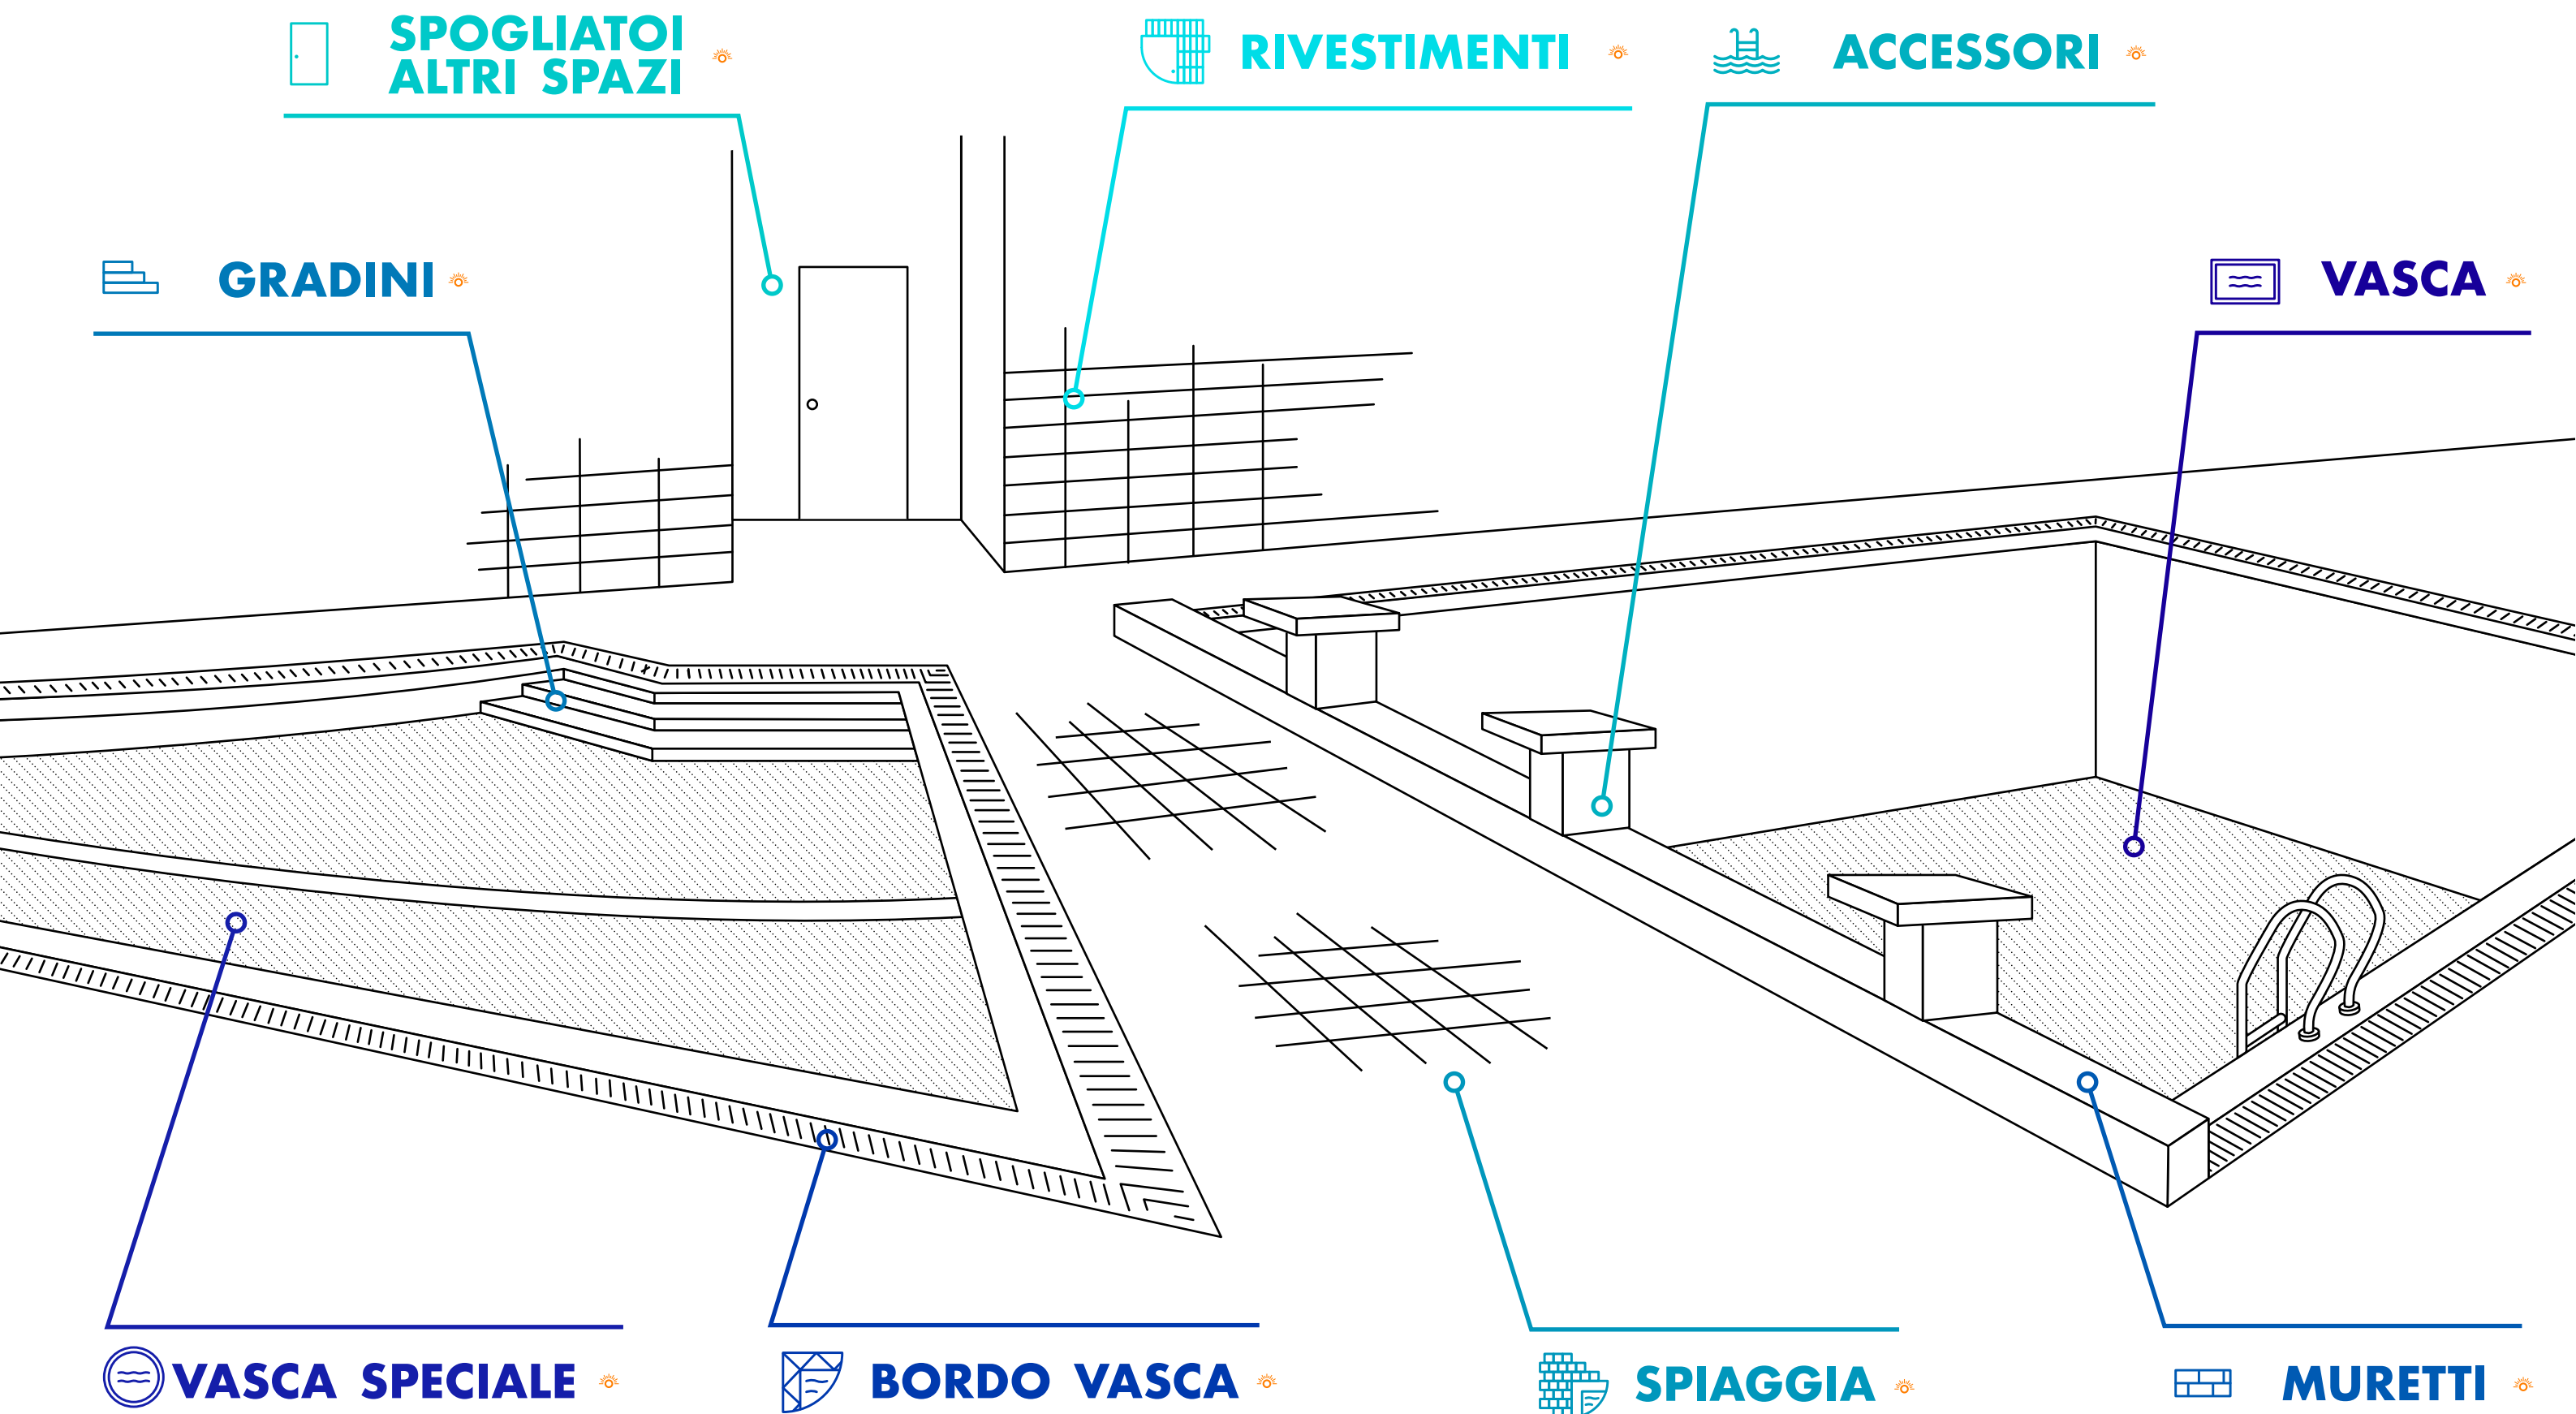 SPOGLIATOI
ALTRI SPAZI
RIVESTIMENTI
ACCESSORI
GRADINI
VASCA
VASCA SPECIALE
BORDO VASCA
SPIAGGIA
MURETTI